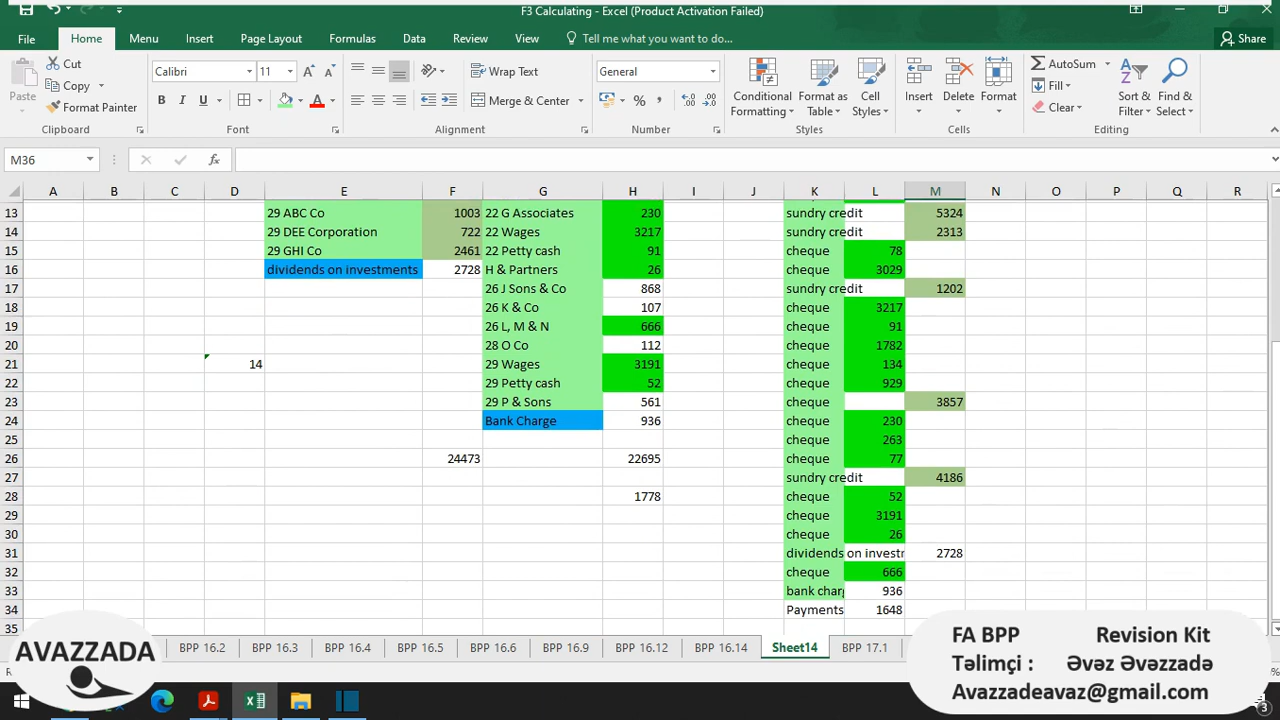 F3 Calculating - Excel (Product Activation Failed)
File Home Menu Insert Page Layout Formulas Data Review View Tell me what you want to do... Share
Paste Cut Copy Format Painter
Calibri 11 B I U A
Wrap Text Merge & Center
General % ,
Conditional Formatting Format as Table Cell Styles
Insert Delete Format
AutoSum Fill Clear
Sort & Filter Find & Select
Clipboard Font Alignment Number Styles Cells Editing
M36 fx
A B C D E F G H I J K L M N O P Q R
13 29 ABC Co 1003 22 G Associates 230 sundry credit 5324
14 29 DEE Corporation 722 22 Wages 3217 sundry credit 2313
15 29 GHI Co 2461 22 Petty cash 91 cheque 78
16 dividends on investments 2728 H & Partners 26 cheque 3029
17 26 J Sons & Co 868 sundry credit 1202
18 26 K & Co 107 cheque 3217
19 26 L, M & N 666 cheque 91
20 28 O Co 112 cheque 1782
21 14 29 Wages 3191 cheque 134
22 29 Petty cash 52 cheque 929
23 29 P & Sons 561 cheque 3857
24 Bank Charge 936 cheque 230
25 cheque 263
26 24473 22695 cheque 77
27 sundry credit 4186
28 1778 cheque 52
29 cheque 3191
30 cheque 26
31 dividends on investr 2728
32 cheque 666
33 bank charg 936
34 Payments 1648
35
BPP 16.2 BPP 16.3 BPP 16.4 BPP 16.5 BPP 16.6 BPP 16.9 BPP 16.12 BPP 16.14 Sheet14 BPP 17.1
AVAZZADA
FA BPP Revision Kit
Təlimçi : Əvəz Əvəzzadə
Avazzadeavaz@gmail.com
3